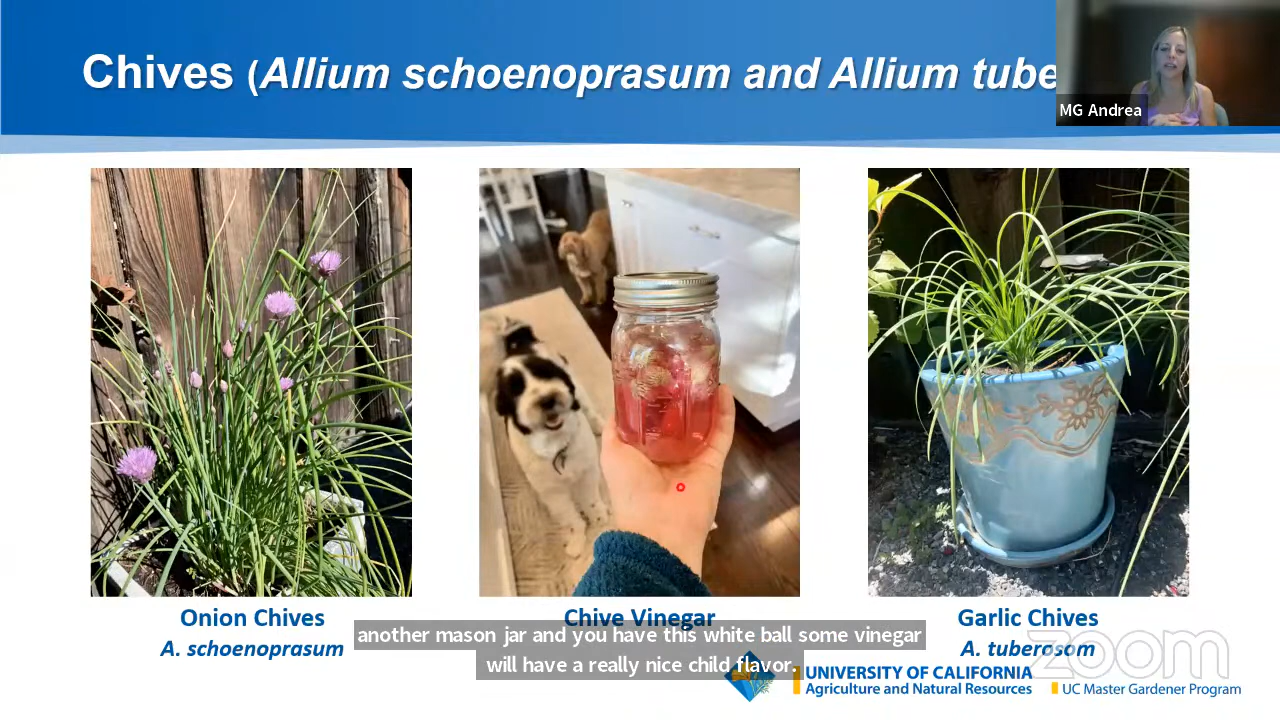 Chives (Allium schoenoprasum and Allium tube
MG Andrea
Onion Chives
A. schoenoprasum
Chive Vinegar
Garlic Chives
A. tuberosom
another mason jar and you have this white ball some vinegar
will have a really nice child flavor.
zoom
UNIVERSITY OF CALIFORNIA
Agriculture and Natural Resources
UC Master Gardener Program